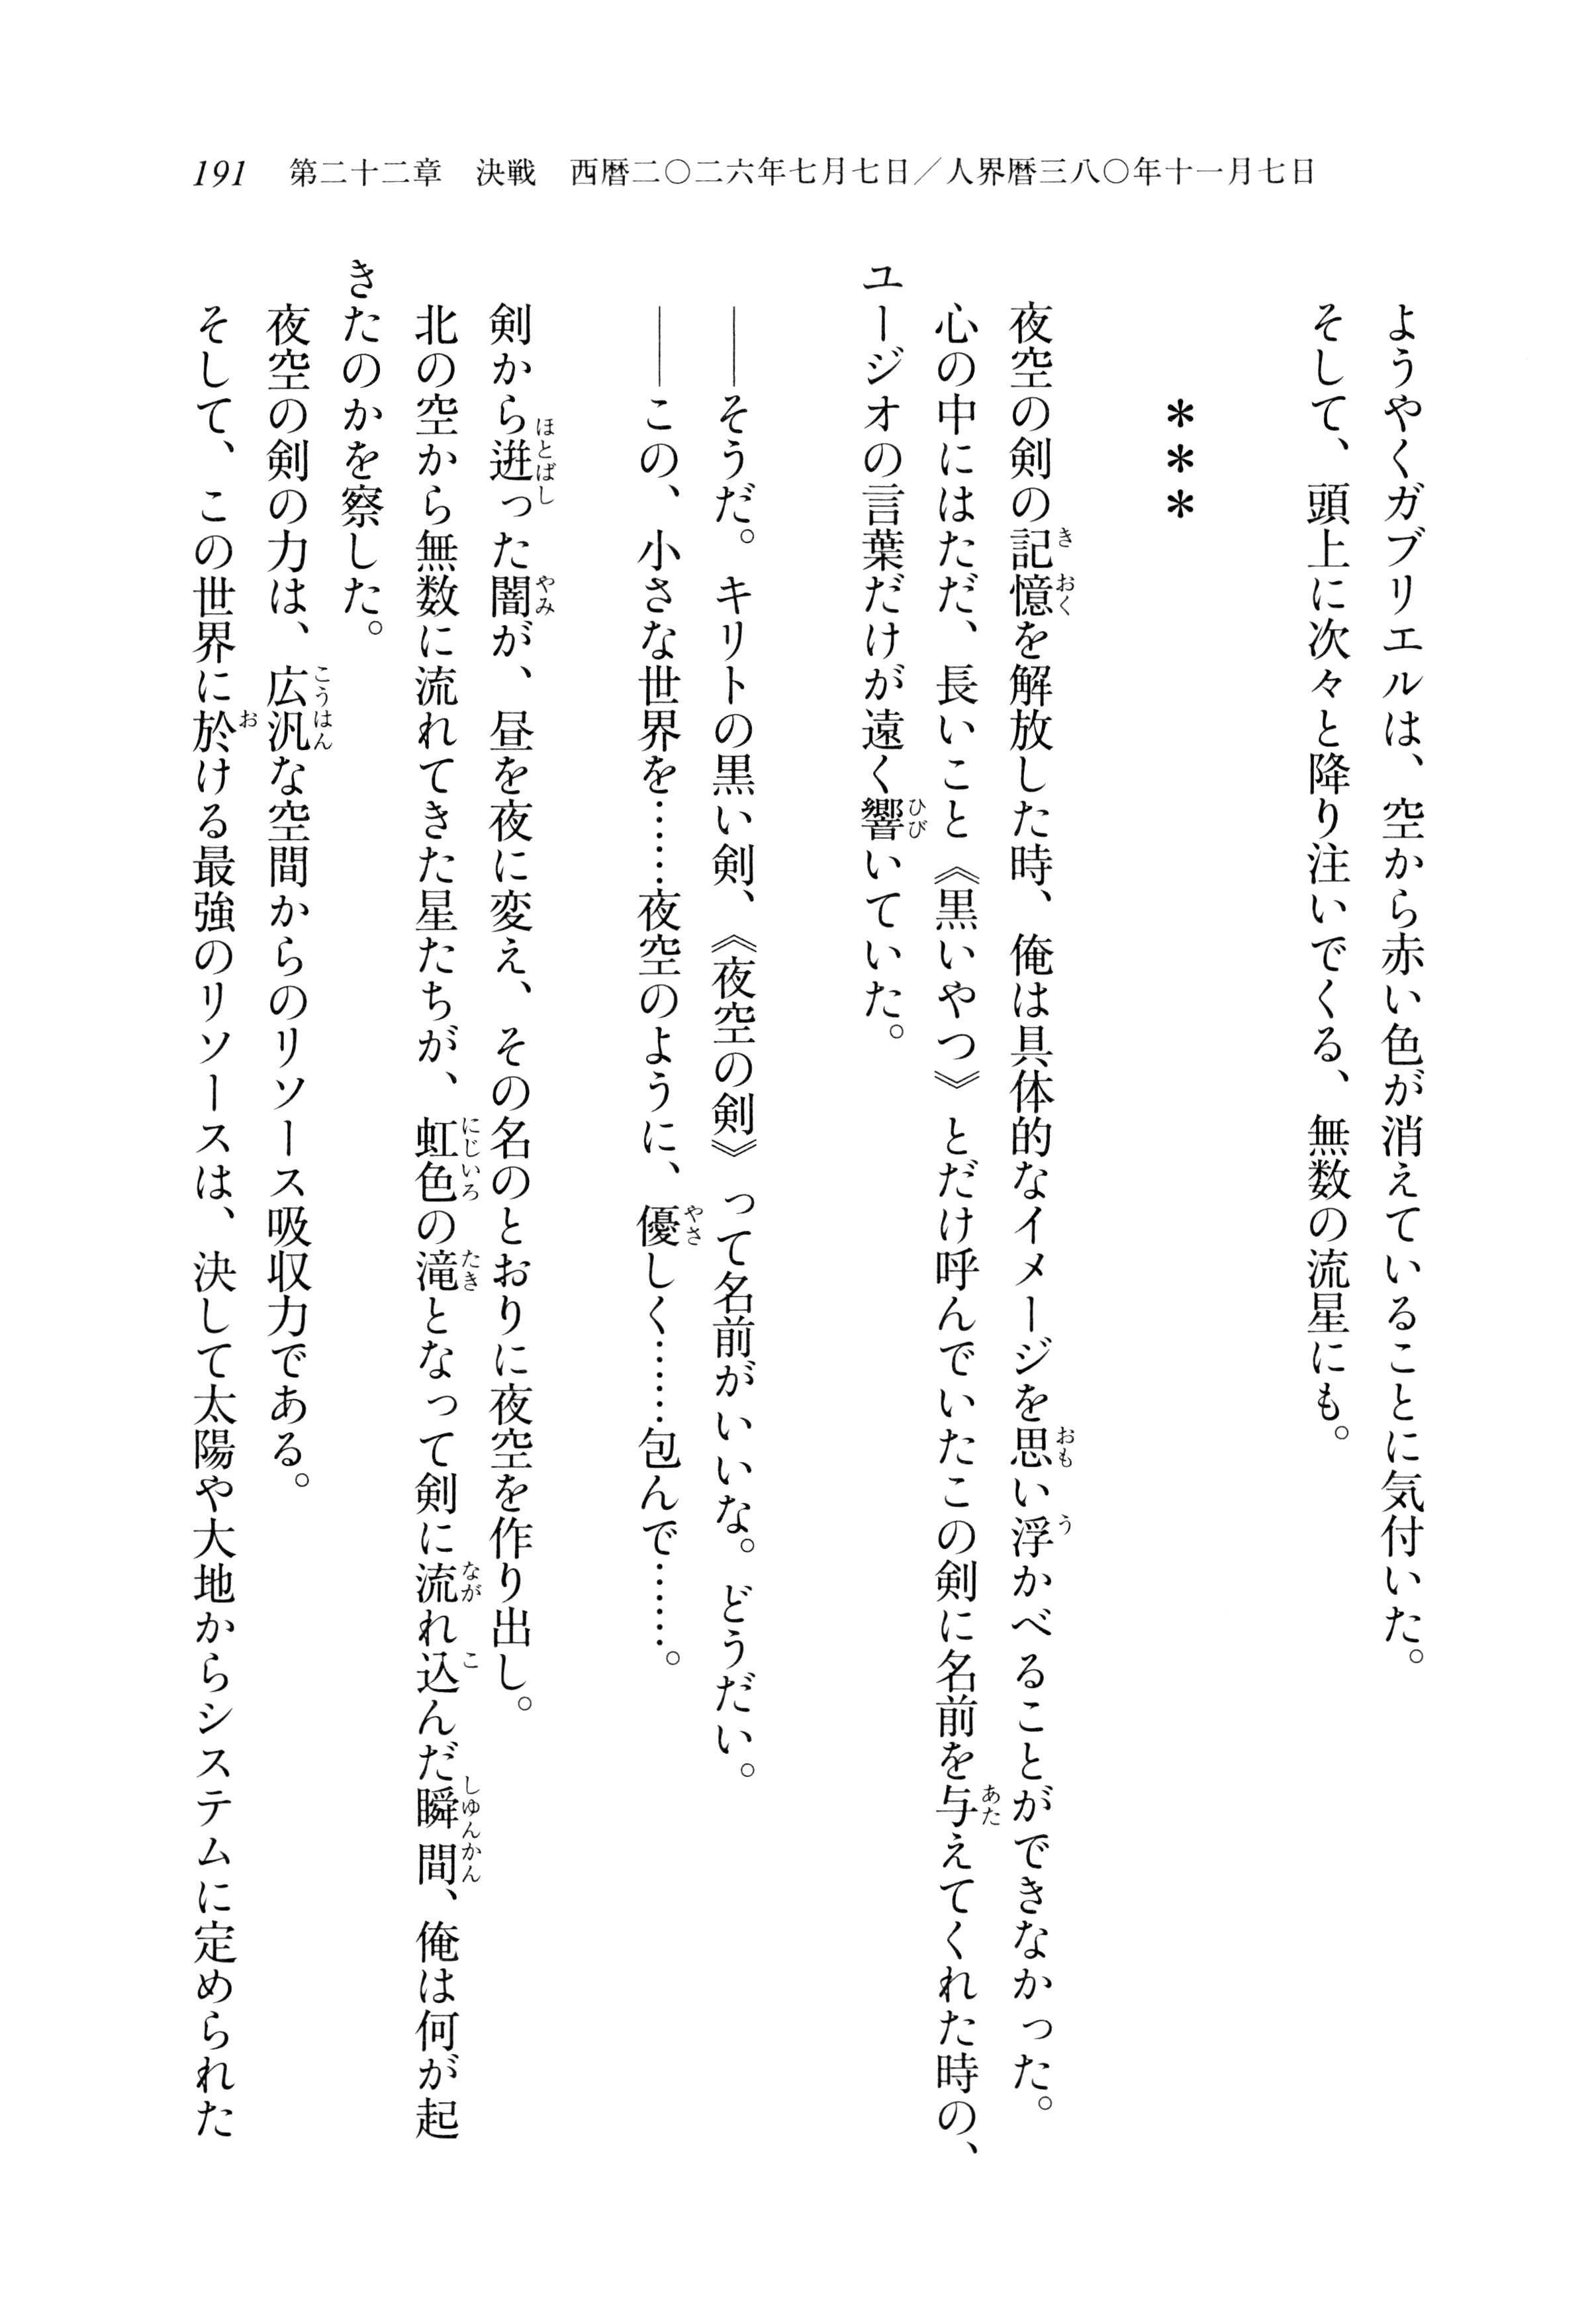 191 第二十二章 決戦 西暦二〇二六年七月七日／人界暦三八〇年十一月七日
ようやくガブリエルは、空から赤い色が消えていることに気付いた。
そして、頭上に次々と降り注いでくる、無数の流星にも。
＊＊＊
夜空の剣の記憶を解放した時、俺は具体的なイメージを思い浮かべることができなかった。
心の中にはただ、長いこと《黒いやつ》とだけ呼んでいたこの剣に名前を与えてくれた時の、
ユージオの言葉だけが遠く響いていた。
――そうだ。キリトの黒い剣、《夜空の剣》って名前がいいな。どうだい。
――この、小さな世界を……夜空のように、優しく……包んで……。
剣から迸った闇が、昼を夜に変え、その名のとおりに夜空を作り出し。
北の空から無数に流れてきた星たちが、虹色の滝となって剣に流れ込んだ瞬間、俺は何が起
きたのかを察した。
夜空の剣の力は、広汎な空間からのリソース吸収力である。
そして、この世界に於ける最強のリソースは、決して太陽や大地からシステムに定められた